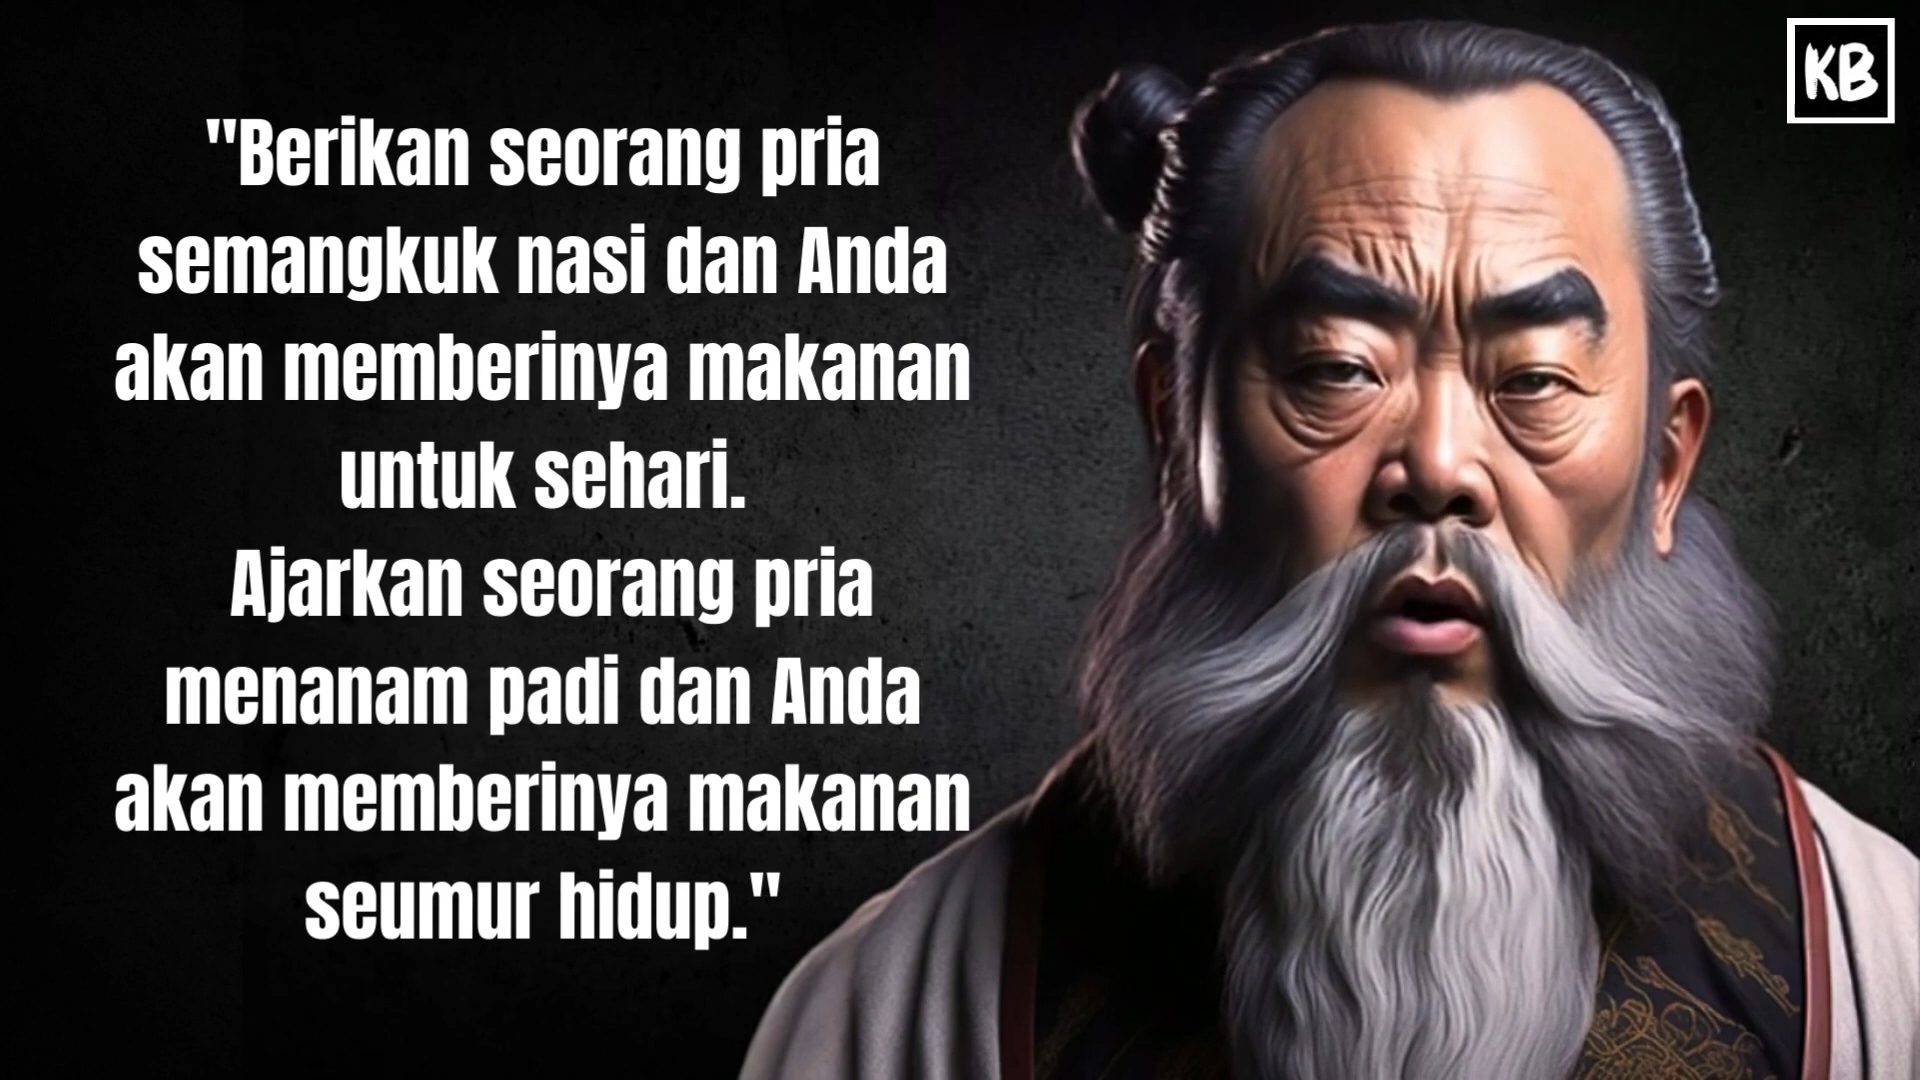 KB
"Berikan seorang pria
semangkuk nasi dan Anda
akan memberinya makanan
untuk sehari.
Ajarkan seorang pria
menanam padi dan Anda
akan memberinya makanan
seumur hidup."